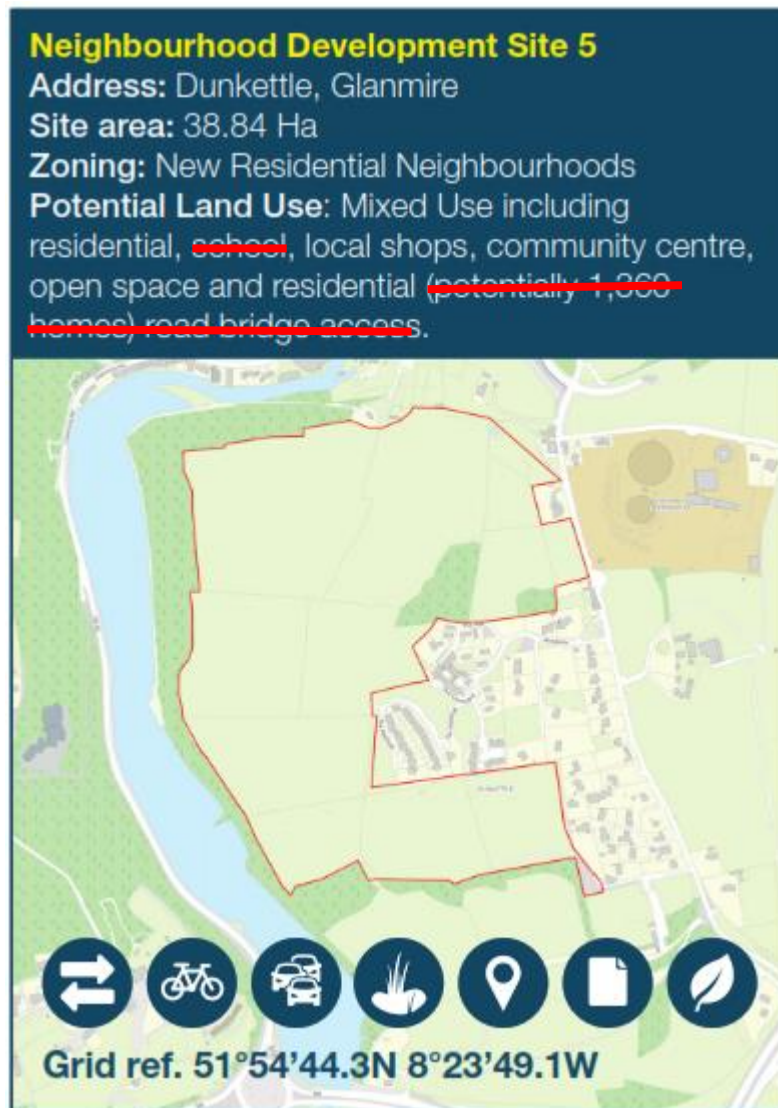 Neighbourhood Development Site 5
Address: Dunkettle, Glanmire
Site area: 38.84 Ha
Zoning: New Residential Neighbourhoods
Potential Land Use: Mixed Use including
residential, school, local shops, community centre,
open space and residential (potentially
homes) road bridge access.
Grid ref. 51°54'44.3N 8°23'49.1W